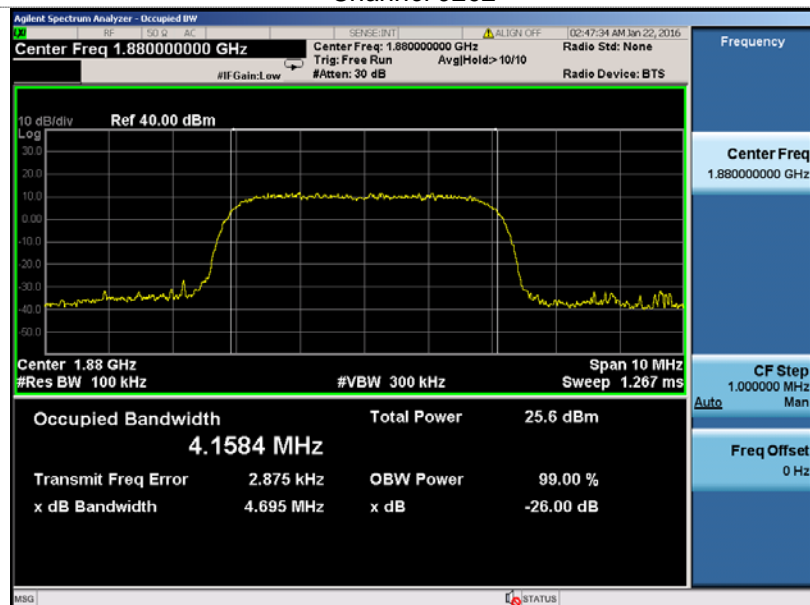 Agilent Spectrum Analyzer - Occupied BW
RF 50 Ω AC SENSE:INT ALIGN OFF 02:47:34 AM Jan 22, 2016
Center Freq 1.880000000 GHz
Center Freq: 1.880000000 GHz Radio Std: None
Trig: Free Run Avg|Hold:> 10/10
#IFGain:Low #Atten: 30 dB Radio Device: BTS
Frequency
10 dB/div Ref 40.00 dBm
Log
30.0
20.0
10.0
0.00
-10.0
-20.0
-30.0
-40.0
-50.0
Center 1.88 GHz Span 10 MHz
#Res BW 100 kHz #VBW 300 kHz Sweep 1.267 ms
Occupied Bandwidth Total Power 25.6 dBm
4.1584 MHz
Transmit Freq Error 2.875 kHz OBW Power 99.00 %
x dB Bandwidth 4.695 MHz x dB -26.00 dB
Center Freq
1.880000000 GHz
CF Step
1.000000 MHz
Auto Man
Freq Offset
0 Hz
MSG STATUS